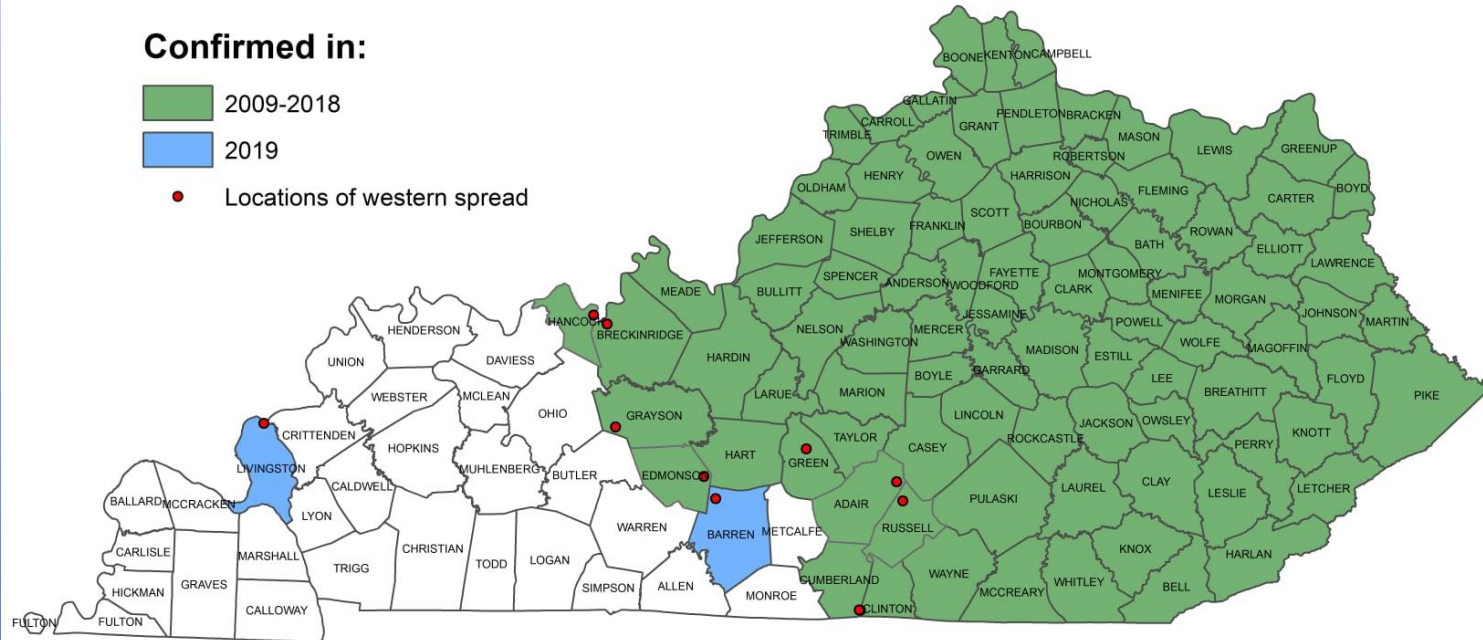 Confirmed in:
2009-2018
2019
Locations of western spread
BOONE
KENTON
CAMPBELL
GALLATIN
CARROLL
TRIMBLE
GRANT
PENDLETON
BRACKEN
MASON
LEWIS
GREENUP
OWEN
ROBERTSON
OLDHAM
HENRY
HARRISON
NICHOLAS
FLEMING
CARTER
BOYD
JEFFERSON
SHELBY
FRANKLIN
SCOTT
BOURBON
BATH
ROWAN
ELLIOTT
LAWRENCE
MEADE
BULLITT
SPENCER
ANDERSON
WOODFORD
FAYETTE
CLARK
MONTGOMERY
MENIFEE
MORGAN
HANCOCK
BRECKINRIDGE
NELSON
WASHINGTON
MERCER
JESSAMINE
POWELL
JOHNSON
MARTIN
HENDERSON
UNION
DAVIESS
HARDIN
BOYLE
GARRARD
MADISON
ESTILL
WOLFE
MAGOFFIN
WEBSTER
MCLEAN
OHIO
GRAYSON
LARUE
MARION
LINCOLN
LEE
BREATHITT
FLOYD
PIKE
CRITTENDEN
HOPKINS
MUHLENBERG
BUTLER
EDMONSON
HART
GREEN
TAYLOR
CASEY
ROCKCASTLE
JACKSON
OWSLEY
PERRY
KNOTT
LIVINGSTON
CALDWELL
LYON
BALLARD
MCCRACKEN
WARREN
BARREN
METCALFE
ADAIR
RUSSELL
PULASKI
LAUREL
CLAY
LESLIE
LETCHER
CARLISLE
MARSHALL
TRIGG
CHRISTIAN
TODD
LOGAN
SIMPSON
ALLEN
MONROE
CUMBERLAND
CLINTON
WAYNE
MCCREARY
WHITLEY
KNOX
BELL
HARLAN
HICKMAN
GRAVES
CALLOWAY
FULTON
FULTON